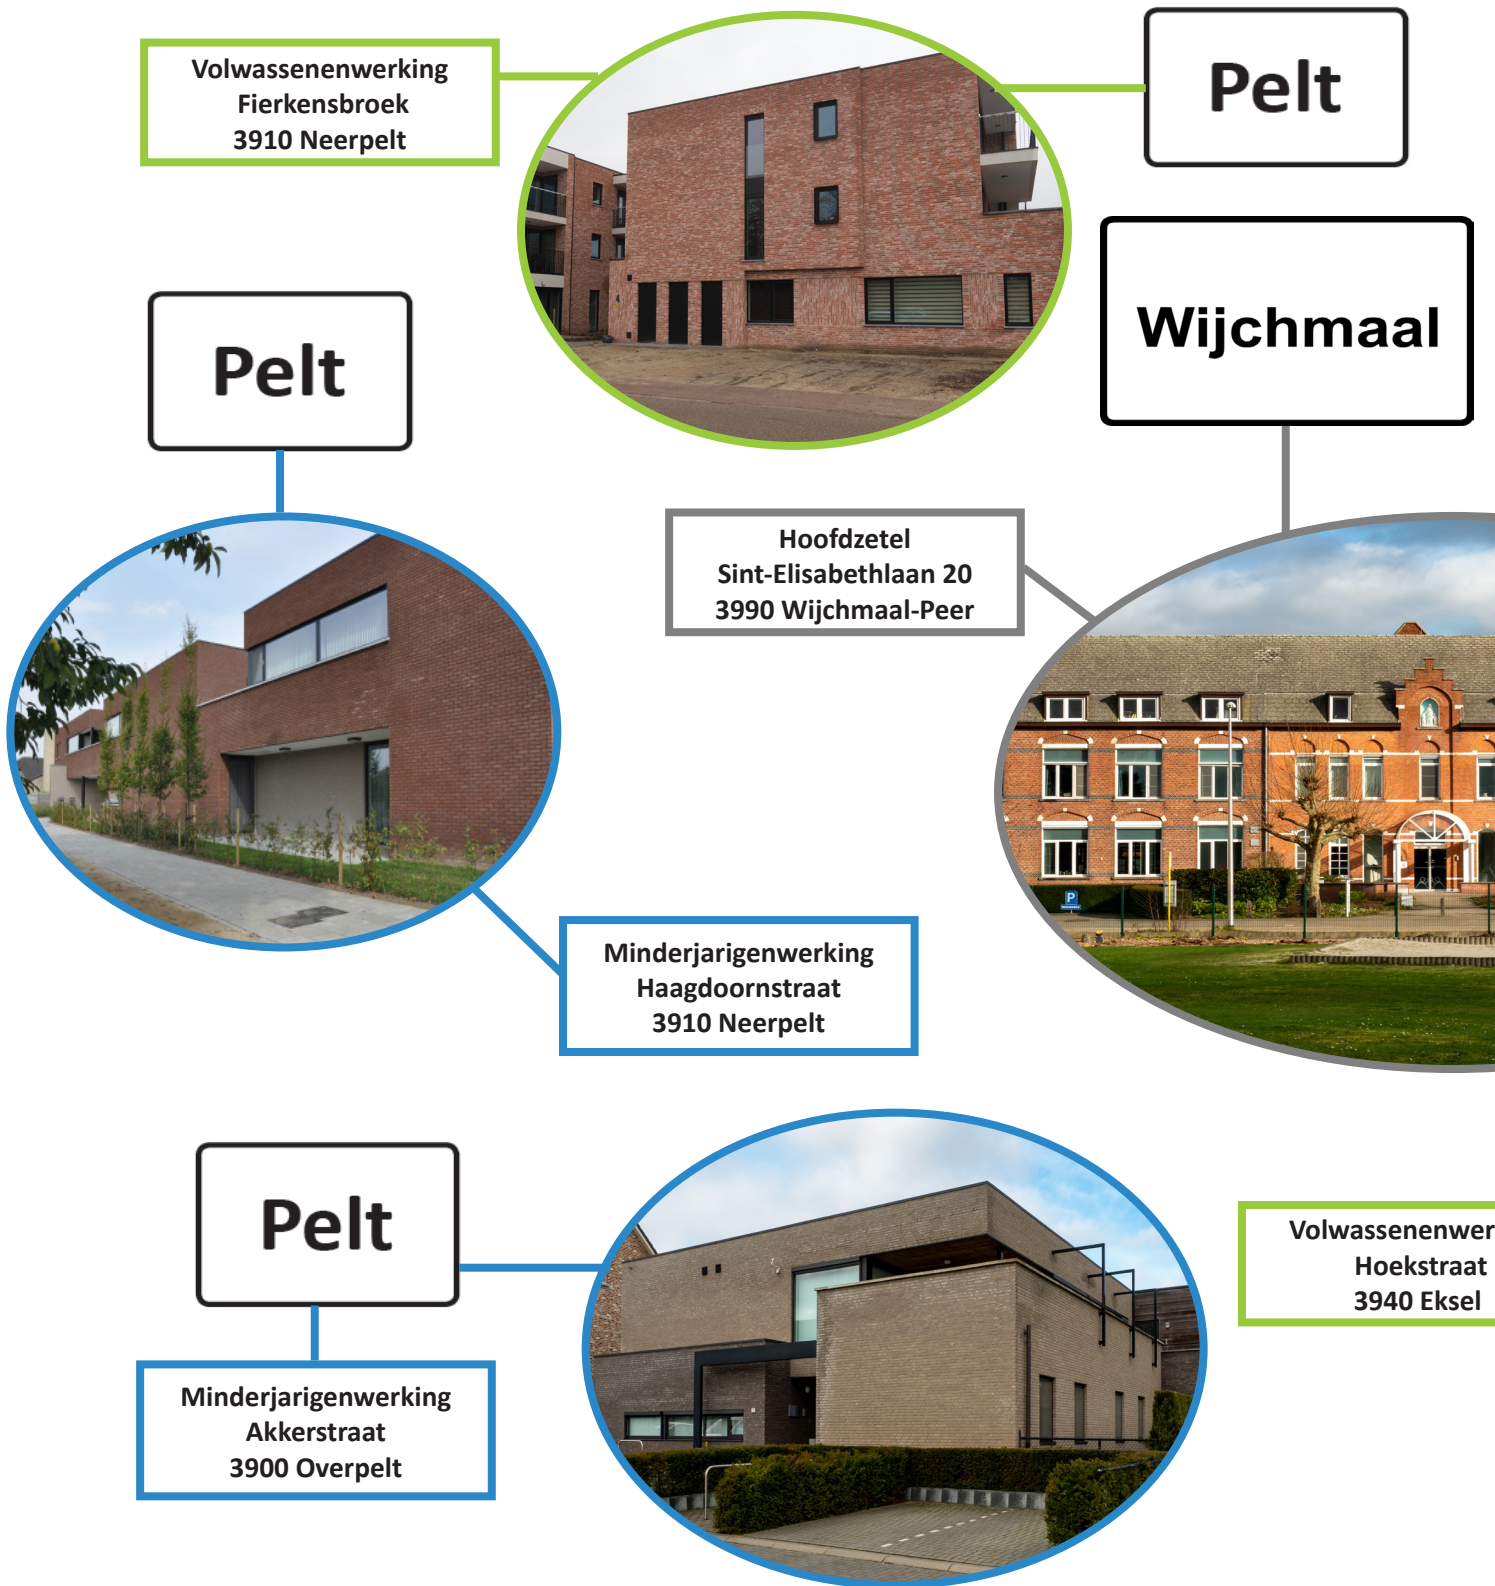 Volwassenenwerking
Fierkensbroek
3910 Neerpelt
Pelt
Wijchmaal
Pelt
Hoofdzetel
Sint-Elisabethlaan 20
3990 Wijchmaal-Peer
P
Minderjarigenwerking
Haagdoornstraat
3910 Neerpelt
Pelt
Volwassenenwer
Hoekstraat
3940 Eksel
Minderjarigenwerking
Akkerstraat
3900 Overpelt